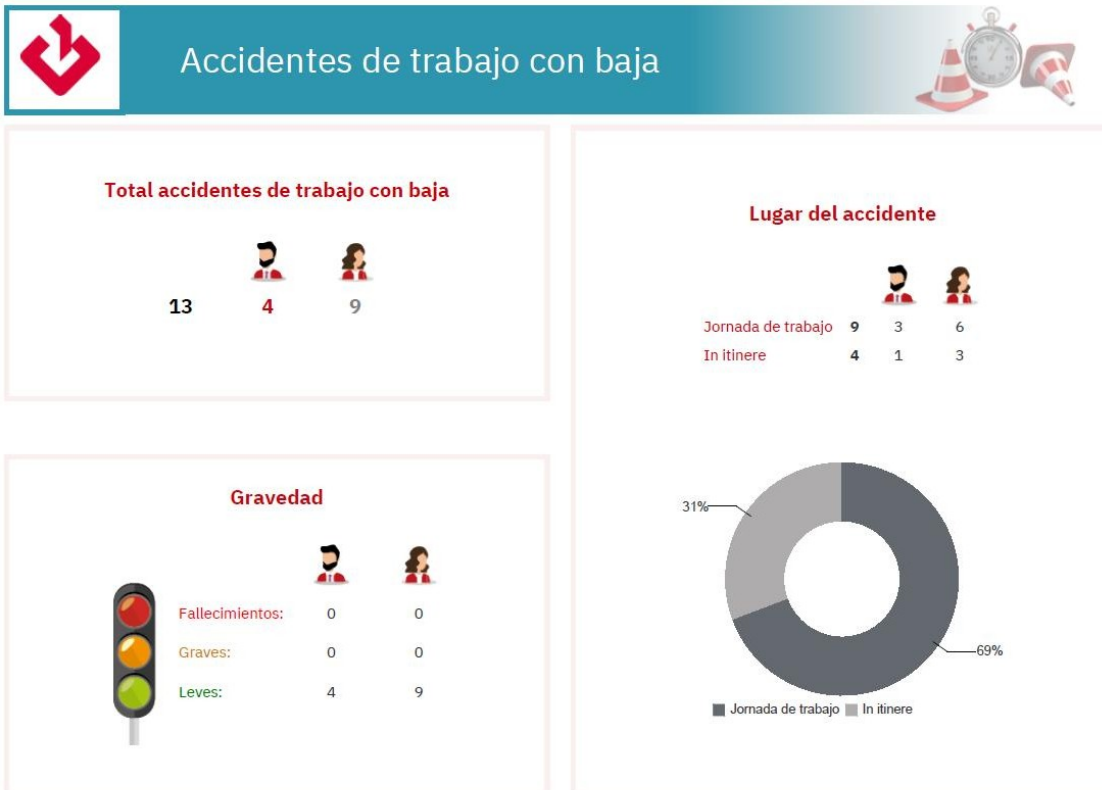 Accidentes de trabajo con baja
Total accidentes de trabajo con baja
13 4 9
Gravedad
Fallecimientos: 0 0
Graves: 0 0
Leves: 4 9
Lugar del accidente
Jornada de trabajo 9 3 6
In itinere 4 1 3
31%
69%
Jornada de trabajo In itinere